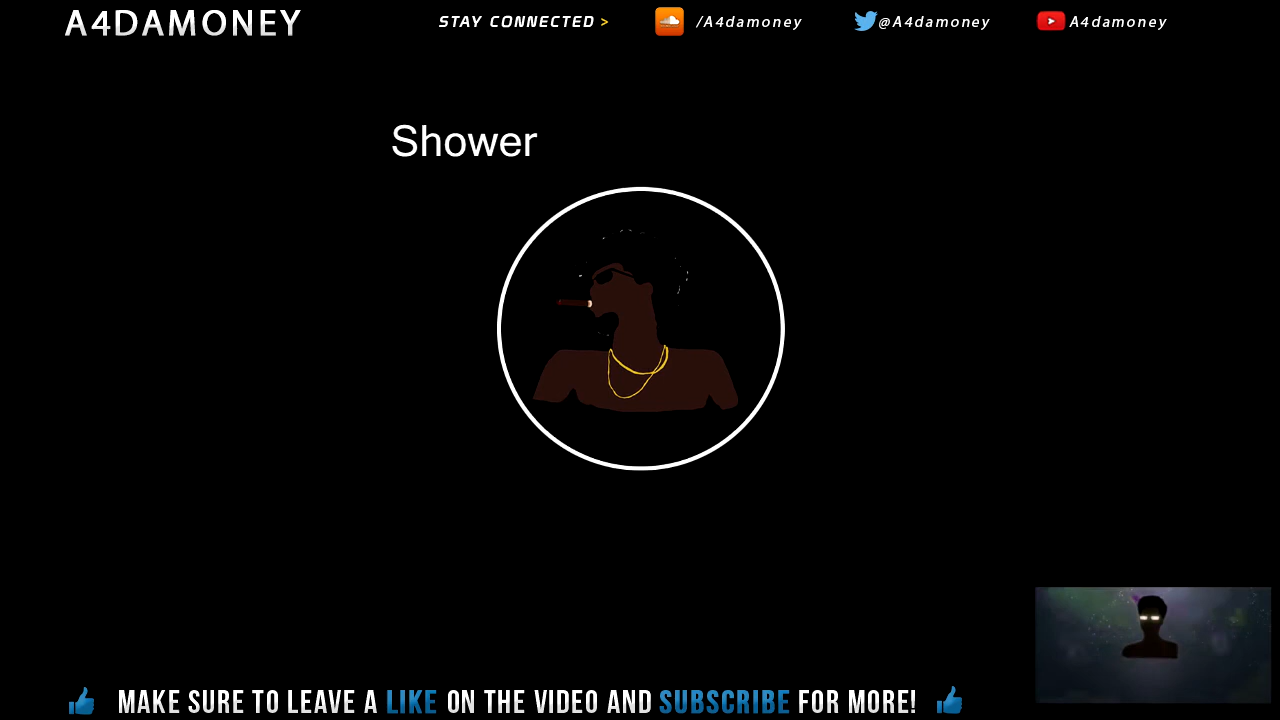 A4DAMONEY
STAY CONNECTED > /A4damoney @A4damoney A4damoney
Shower
MAKE SURE TO LEAVE A LIKE ON THE VIDEO AND SUBSCRIBE FOR MORE!